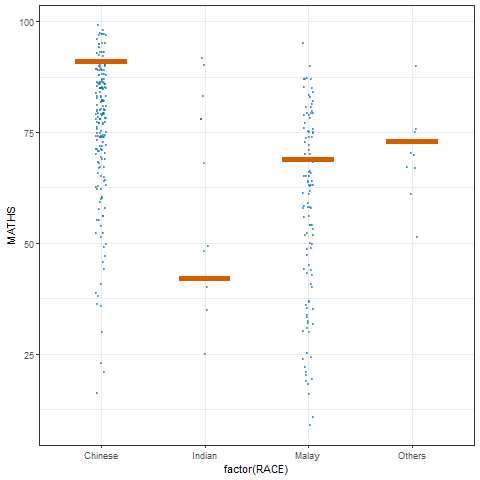 100
75
50
25
MATHS
Chinese
Indian
Malay
Others
factor(RACE)